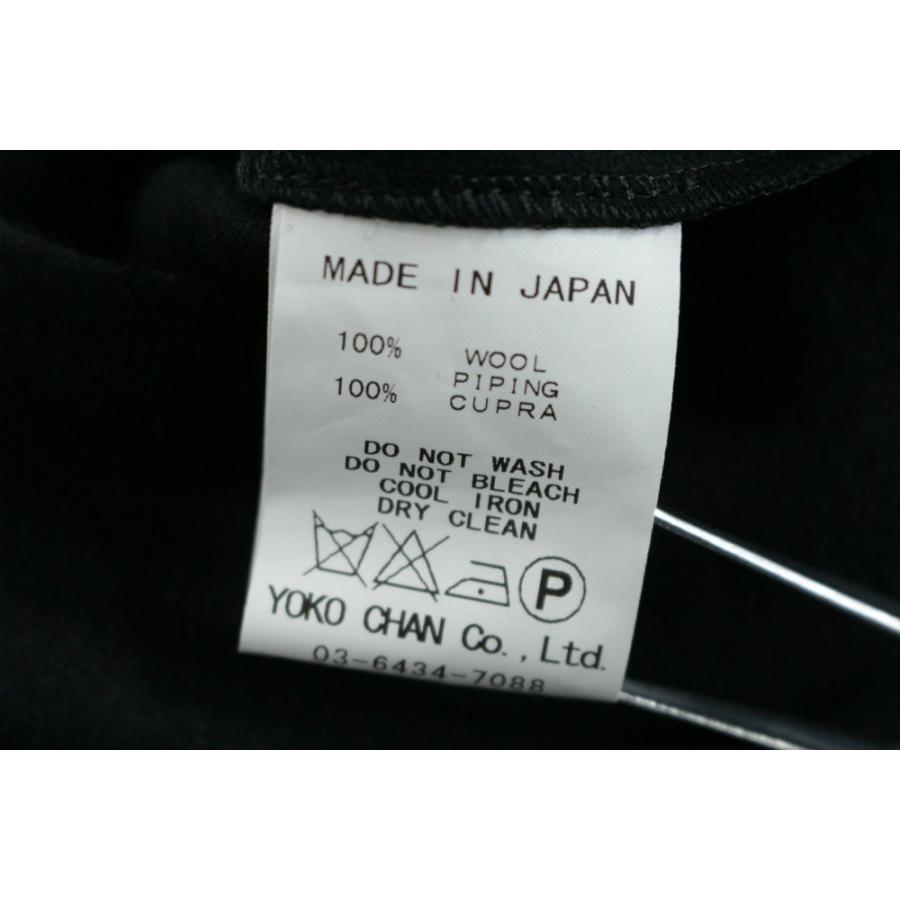 MADE IN JAPAN
100% WOOL
PIPING
100% CUPRA
DO NOT WASH
DO NOT BLEACH
COOL IRON
DRY CLEAN
P
YOKO CHAN Co., Ltd.
03-6434-7088